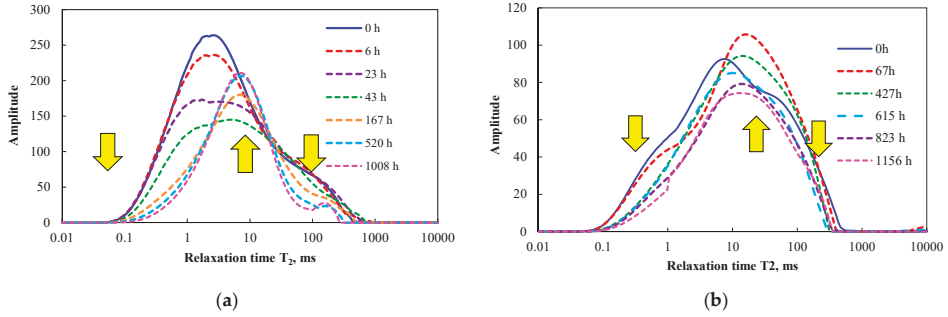 (a)
300
250
200
150
100
50
0
Amplitude
0.01 0.1 1 10 100 1000 10000
Relaxation time T2, ms
0 h
6 h
23 h
43 h
167 h
520 h
1008 h
(a)
(b)
120
100
80
60
40
20
0
Amplitude
0.01 0.1 1 10 100 1000 10000
Relaxation time T2, ms
0h
67h
427h
615 h
823 h
1156 h
(b)